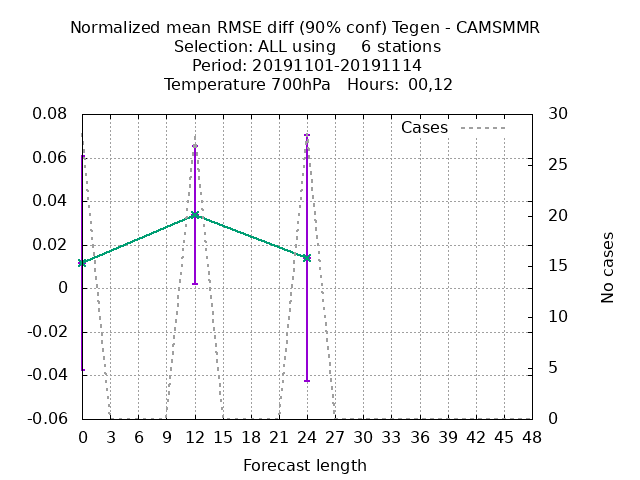 Normalized mean RMSE diff (90% conf) Tegen - CAMSMMR
Selection: ALL using     6 stations
Period: 20191101-20191114
Temperature 700hPa   Hours:  00,12
Cases
0.08
0.06
0.04
0.02
0
-0.02
-0.04
-0.06
30
25
20
15
10
5
0
No cases
0 3 6 9 12 15 18 21 24 27 30 33 36 39 42 45 48
Forecast length